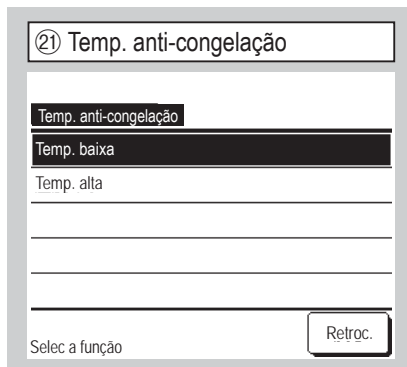 ㉑ Temp. anti-congelação
Temp. anti-congelação
Temp. baixa
Temp. alta
Selec a função
Retroc.